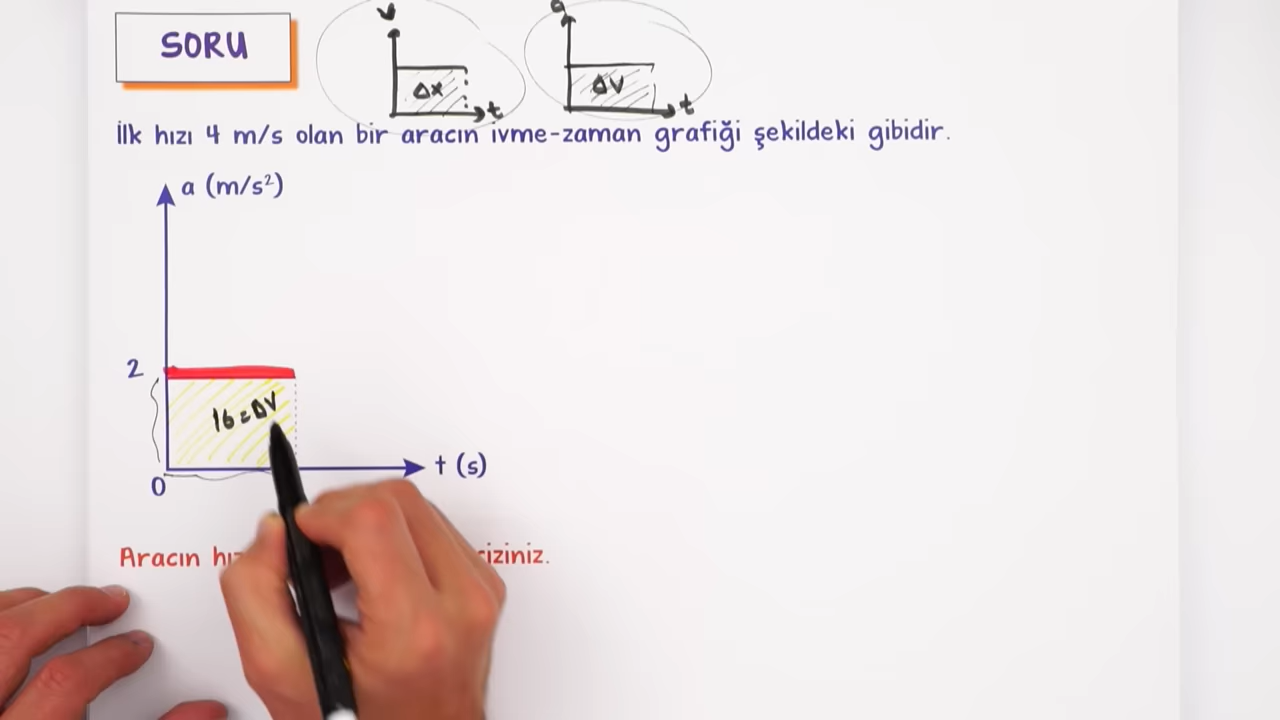 SORU
v
Δx
t
a
ΔV
t
İlk hızı 4 m/s olan bir aracın ivme-zaman grafiği şekildeki gibidir.
a (m/s²)
2
16=ΔV
0
t (s)
Aracın çiziniz.